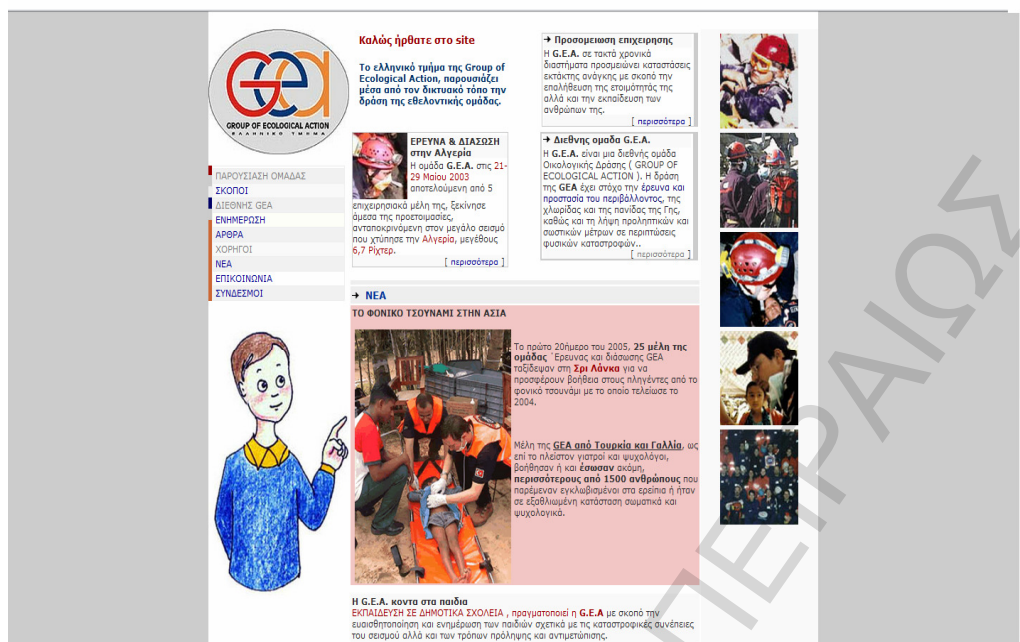 GROUP OF ECOLOGICAL ACTION
ΕΛΛΗΝΙΚΟ ΤΜΗΜΑ
ΠΑΡΟΥΣΙΑΣΗ ΟΜΑΔΑΣ
ΣΚΟΠΟΙ
ΔΙΕΘΝΗΣ GEA
ΕΝΗΜΕΡΩΣΗ
ΑΡΘΡΑ
ΧΟΡΗΓΟΙ
ΝΕΑ
ΕΠΙΚΟΙΝΩΝΙΑ
ΣΥΝΔΕΣΜΟΙ
Καλώς ήρθατε στο site
Το ελληνικό τμήμα της Group of
Ecological Action, παρουσιάζει
μέσα από τον δικτυακό τόπο την
δράση της εθελοντικής ομάδας.
Προσομειωση επιχειρησης
Η G.E.A. σε τακτά χρονικά
διαστήματα προσμειώνει καταστάσεις
εκτάκτης ανάγκης με σκοπό την
επαλήθευση της ετοιμότητάς της
αλλά και την εκπαίδευση των
ανθρώπων της.
[ περισσότερα ]
ΕΡΕΥΝΑ & ΔΙΑΣΩΣΗ
στην Αλγερία
Η ομάδα G.E.A. στις 21-
29 Μαίου 2003
αποτελούμενη από 5
επιχειρησιακά μέλη της, ξεκίνησε
άμεσα της προετοιμασίες,
ανταποκρινόμενη στον μεγάλο σεισμό
που χτύπησε την Αλγερία, μεγέθους
6,7 Ρίχτερ.
[ περισσότερα ]
Διεθνης ομαδα G.E.A.
Η G.E.A. είναι μια διεθνής ομάδα
Οικολογικής Δράσης ( GROUP OF
ECOLOGICAL ACTION ). Η δράση
της GEA έχει στόχο την έρευνα και
προστασία του περιβάλλοντος, της
χλωρίδας και της πανίδας της Γης,
καθώς και τη λήψη προληπτικών και
σωστικών μέτρων σε περιπτώσεις
φυσικών καταστροφών..
[ περισσότερα ]
ΝΕΑ
ΤΟ ΦΟΝΙΚΟ ΤΣΟΥΝΑΜΙ ΣΤΗΝ ΑΣΙΑ
Το πρώτο 20ήμερο του 2005, 25 μέλη της
ομάδας ΄Ερευνας και διάσωσης GEA
ταξίδεψαν στη Σρι Λάνκα για να
προσφέρουν βοήθεια στους πληγέντες από το
φονικό τσουνάμι με το οποίο τελείωσε το
2004.
Μέλη της GEA από Τουρκία και Γαλλία, ως
επί το πλείστον γιατροί και ψυχολόγοι,
βοήθησαν ή και έσωσαν ακόμη,
περισσότερους από 1500 ανθρώπους που
παρέμεναν εγκλωβισμένοι στα ερείπια ή ήταν
σε εξαθλιωμένη κατάσταση σωματικά και
ψυχολογικά.
Η G.E.A. κοντα στα παιδια
ΕΚΠΑΙΔΕΥΣΗ ΣΕ ΔΗΜΟΤΙΚΑ ΣΧΟΛΕΙΑ , πραγματοποιεί η G.E.A με σκοπό την
ευαισθητοποίηση και ενημέρωση των παιδιών σχετικά με τις καταστροφικές συνέπειες
του σεισμού αλλά και των τρόπων πρόληψης και αντιμετώπισης.
ΠΕΙΡΑΙΩΣ